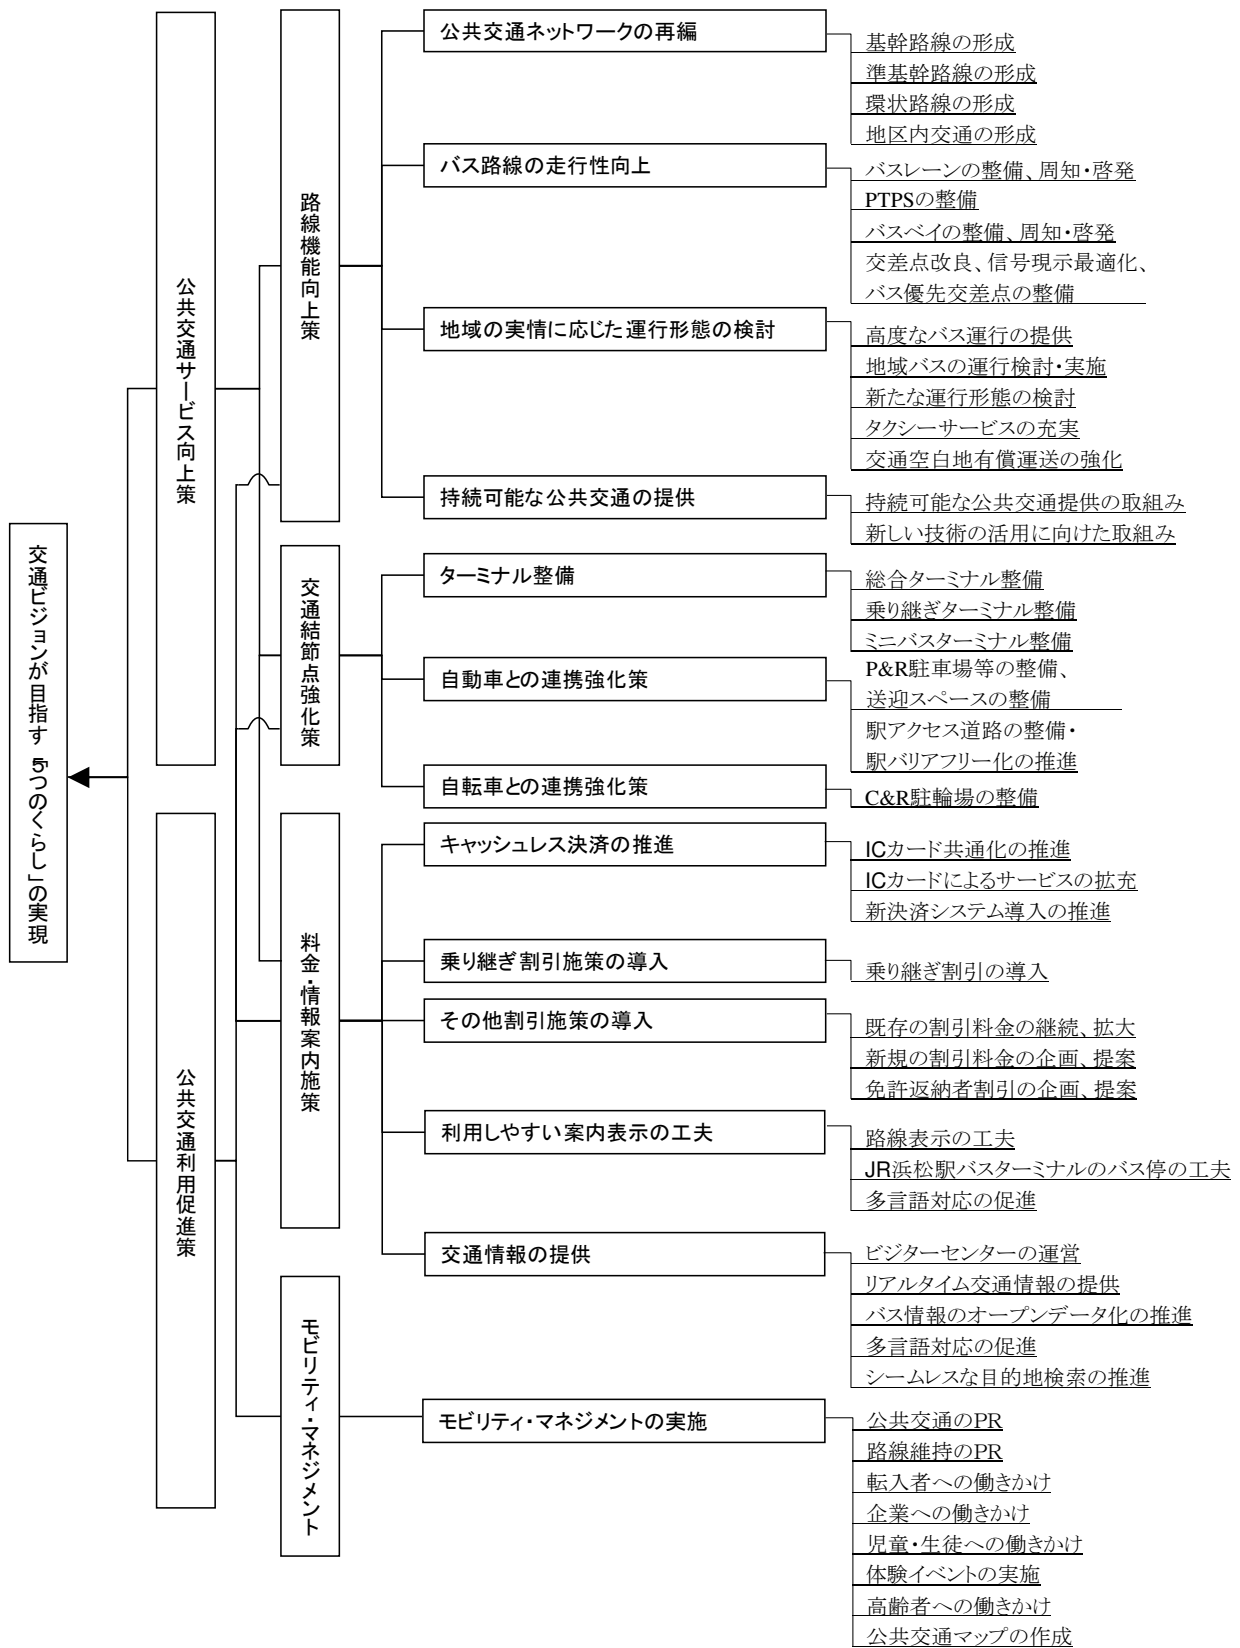 交通ビジョンが目指す「5つのくらし」の実現
公共交通サービス向上策
公共交通利用促進策
路線機能向上策
交通結節点強化策
料金・情報案内施策
モビリティ・マネジメント
公共交通ネットワークの再編
基幹路線の形成
準基幹路線の形成
環状路線の形成
地区内交通の形成
バス路線の走行性向上
バスレーンの整備、周知・啓発
PTPSの整備
バスベイの整備、周知・啓発
交差点改良、信号現示最適化、
バス優先交差点の整備
地域の実情に応じた運行形態の検討
高度なバス運行の提供
地域バスの運行検討・実施
新たな運行形態の検討
タクシーサービスの充実
交通空白地有償運送の強化
持続可能な公共交通の提供
持続可能な公共交通提供の取組み
新しい技術の活用に向けた取組み
ターミナル整備
総合ターミナル整備
乗り継ぎターミナル整備
ミニバスターミナル整備
自動車との連携強化策
P&R駐車場等の整備、
送迎スペースの整備
駅アクセス道路の整備・
駅バリアフリー化の推進
自転車との連携強化策
C&R駐輪場の整備
キャッシュレス決済の推進
ICカード共通化の推進
ICカードによるサービスの拡充
新決済システム導入の推進
乗り継ぎ割引施策の導入
乗り継ぎ割引の導入
その他割引施策の導入
既存の割引料金の継続、拡大
新規の割引料金の企画、提案
免許返納者割引の企画、提案
利用しやすい案内表示の工夫
路線表示の工夫
JR浜松駅バスターミナルのバス停の工夫
多言語対応の促進
交通情報の提供
ビジターセンターの運営
リアルタイム交通情報の提供
バス情報のオープンデータ化の推進
多言語対応の促進
シームレスな目的地検索の推進
モビリティ・マネジメントの実施
公共交通のPR
路線維持のPR
転入者への働きかけ
企業への働きかけ
児童・生徒への働きかけ
体験イベントの実施
高齢者への働きかけ
公共交通マップの作成